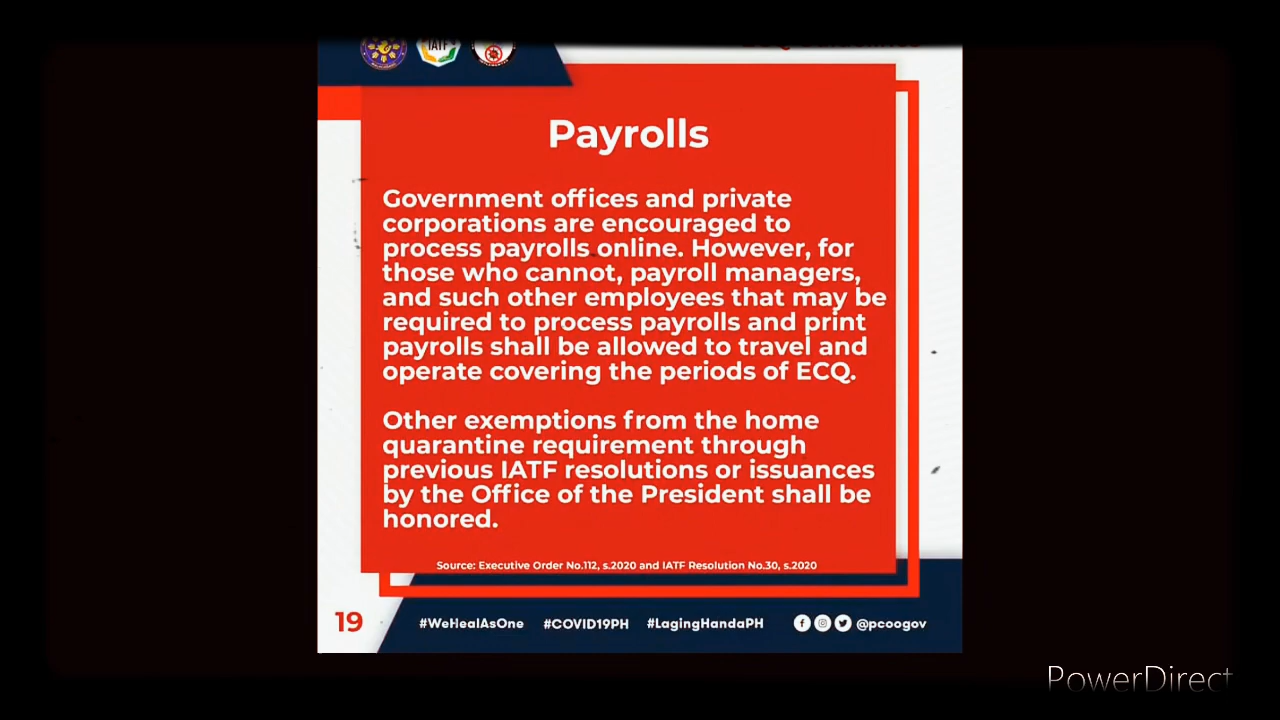 IATF
Payrolls
Government offices and private
corporations are encouraged to
process payrolls online. However, for
those who cannot, payroll managers,
and such other employees that may be
required to process payrolls and print
payrolls shall be allowed to travel and
operate covering the periods of ECQ.
Other exemptions from the home
quarantine requirement through
previous IATF resolutions or issuances
by the Office of the President shall be
honored.
Source: Executive Order No.112, s.2020 and IATF Resolution No.30, s.2020
19 #WeHealAsOne #COVID19PH #LagingHandaPH @pcoogov
PowerDirect